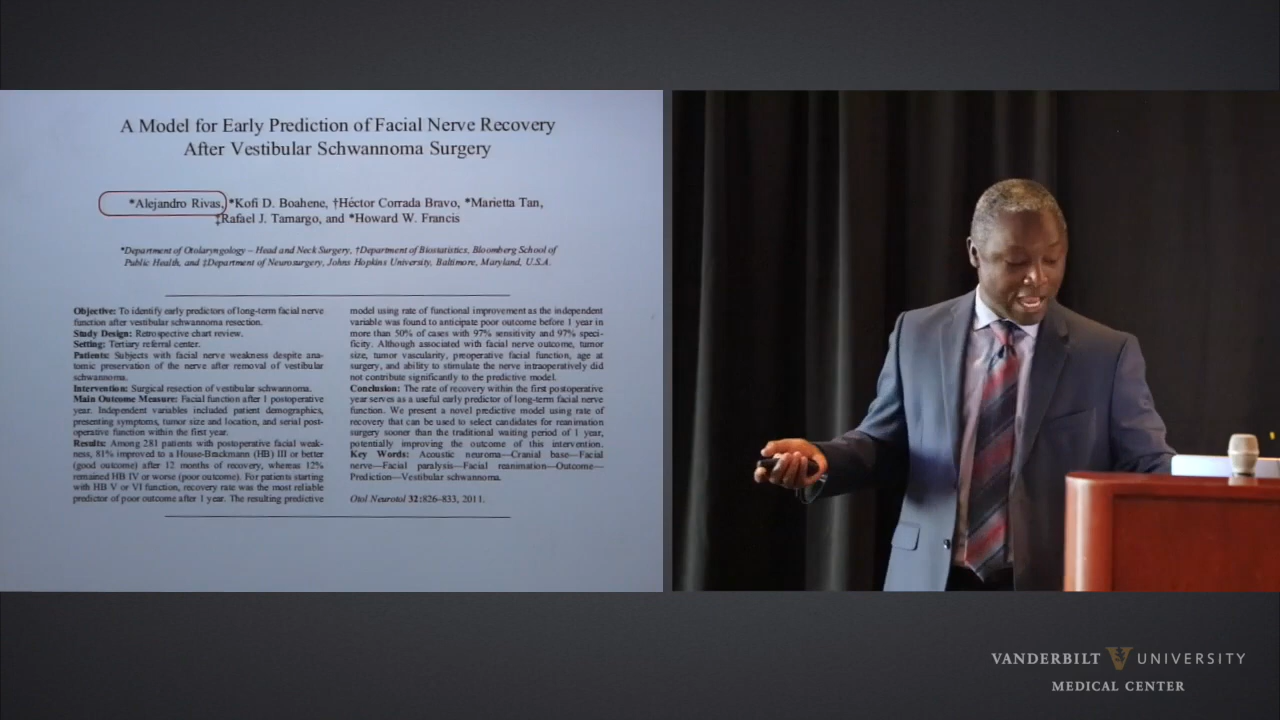 A Model for Early Prediction of Facial Nerve Recovery
After Vestibular Schwannoma Surgery
*Alejandro Rivas, *Kofi D. Boahene, †Héctor Corrada Bravo, *Marietta Tan,
‡Rafael J. Tamargo, and *Howard W. Francis
*Department of Otolaryngology – Head and Neck Surgery, †Department of Biostatistics, Bloomberg School of
Public Health, and ‡Department of Neurosurgery, Johns Hopkins University, Baltimore, Maryland, U.S.A.
Objective: To identify early predictors of long-term facial nerve
function after vestibular schwannoma resection.
Study Design: Retrospective chart review.
Setting: Tertiary referral center.
Patients: Subjects with facial nerve weakness despite ana-
tomic preservation of the nerve after removal of vestibular
schwannoma.
Intervention: Surgical resection of vestibular schwannoma.
Main Outcome Measure: Facial function after 1 postoperative
year. Independent variables included patient demographics,
presenting symptoms, tumor size and location, and serial post-
operative function within the first year.
Results: Among 281 patients with postoperative facial weak-
ness, 81% improved to a House-Brackmann (HB) III or better
(good outcome) after 12 months of recovery, whereas 12%
remained HB IV or worse (poor outcome). For patients starting
with HB V or VI function, recovery rate was the most reliable
predictor of poor outcome after 1 year. The resulting predictive
model using rate of functional improvement as the independent
variable was found to anticipate poor outcome before 1 year in
more than 50% of cases with 97% sensitivity and 97% speci-
ficity. Although associated with facial nerve outcome, tumor
size, tumor vascularity, preoperative facial function, age at
surgery, and ability to stimulate the nerve intraoperatively did
not contribute significantly to the predictive model.
Conclusion: The rate of recovery within the first postoperative
year serves as a useful early predictor of long-term facial nerve
function. We present a novel predictive model using rate of
recovery that can be used to select candidates for reanimation
surgery sooner than the traditional waiting period of 1 year,
potentially improving the outcome of this intervention.
Key Words: Acoustic neuroma—Cranial base—Facial
nerve—Facial paralysis—Facial reanimation—Outcome—
Prediction—Vestibular schwannoma.
Otol Neurotol 32:826–833, 2011.
VANDERBILT UNIVERSITY
MEDICAL CENTER